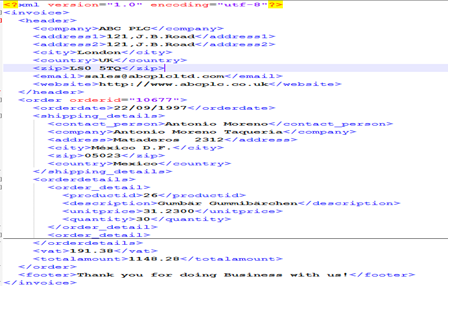 <?xml version="1.0" encoding="utf-8"?>
<invoice>
<header>
<company>ABC PLC</company>
<address1>121,J.B.Road</address1>
<address2>121,J.B.Road</address2>
<city>London</city>
<country>UK</country>
<zip>LS0 5TQ</zip>
<email>sales@abcplcltd.com</email>
<website>http://www.abcplc.co.uk</website>
</header>
<order orderid="10677">
<orderdate>22/09/1997</orderdate>
<shipping_details>
<contact_person>Antonio Moreno</contact_person>
<company>Antonio Moreno Taqueria</company>
<address>Mataderos  2312</address>
<city>México D.F.</city>
<zip>05023</zip>
<country>Mexico</country>
</shipping_details>
<orderdetails>
<order_detail>
<productid>26</productid>
<description>Gumbär Gummibärchen</description>
<unitprice>31.2300</unitprice>
<quantity>30</quantity>
</order_detail>
<order_detail>
</orderdetails>
<vat>191.38</vat>
<totalamount>1148.28</totalamount>
</order>
<footer>Thank you for doing Business with us!</footer>
</invoice>